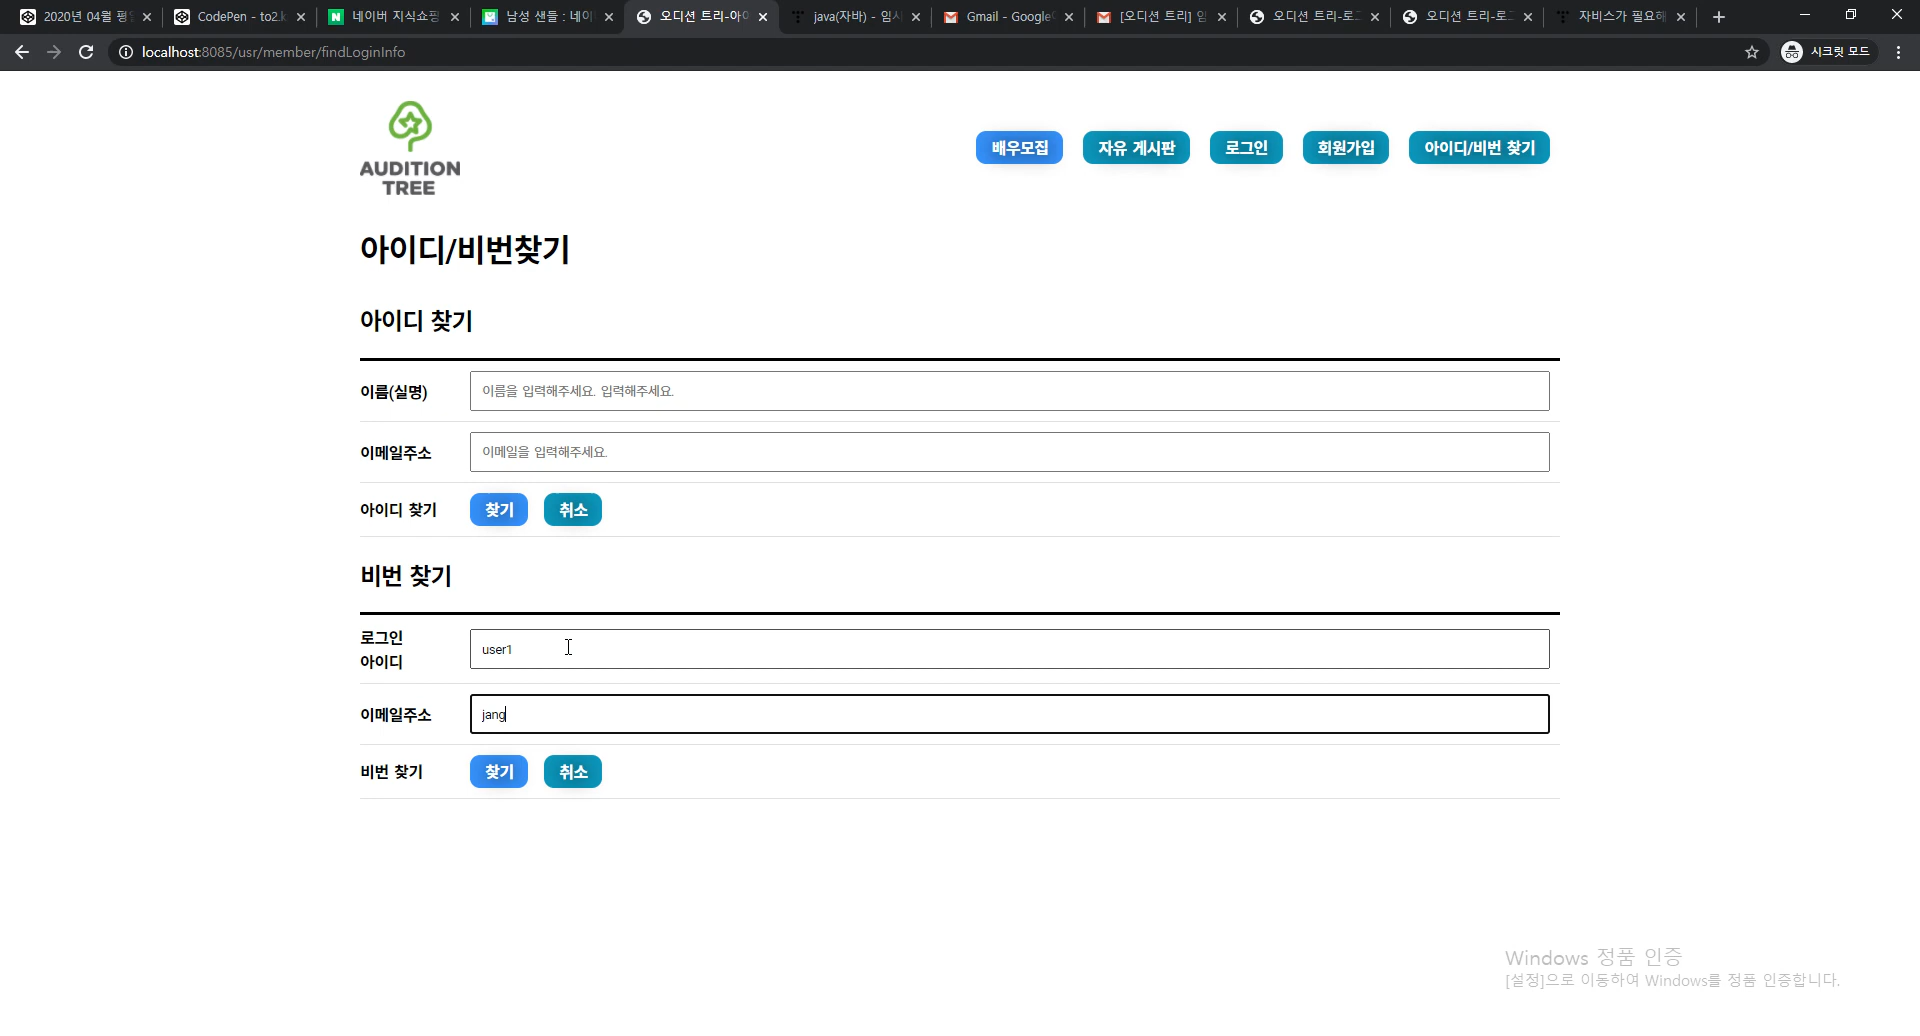 2020년 04월 평
CodePen - to2.k
네이버 지식쇼핑
남성 샌들 : 네이
오디션 트리-아이
java(자바) - 임시
Gmail - Google
[오디션 트리] 임
오디션 트리-로그
오디션 트리-로그
자비스가 필요해
localhost:8085/usr/member/findLoginInfo
시크릿 모드
AUDITION
TREE
배우모집
자유 게시판
로그인
회원가입
아이디/비번 찾기
아이디/비번찾기
아이디 찾기
이름(실명)
이름을 입력해주세요. 입력해주세요.
이메일주소
이메일을 입력해주세요.
아이디 찾기
찾기
취소
비번 찾기
로그인
아이디
user1
이메일주소
jang
비번 찾기
찾기
취소
Windows 정품 인증
[설정]으로 이동하여 Windows를 정품 인증합니다.